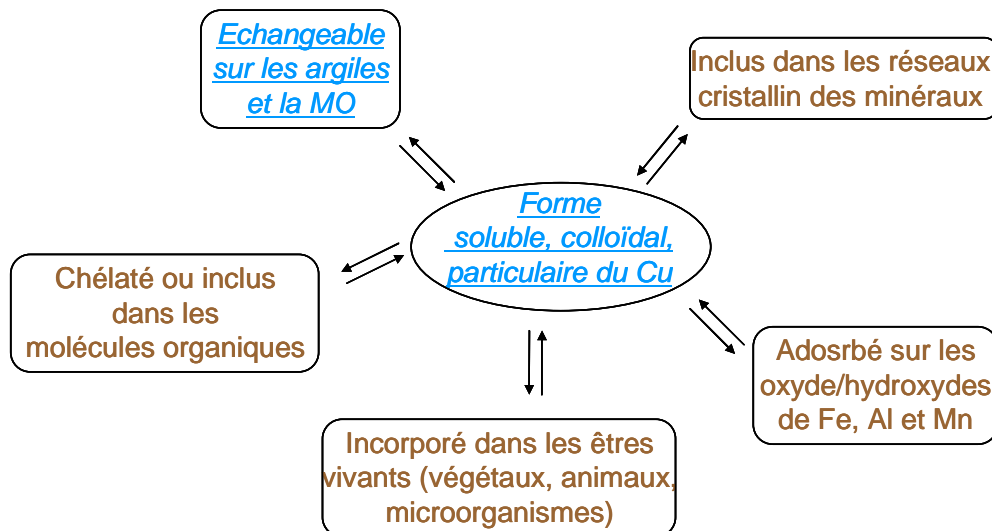 Echangeable
sur les argiles
et la MO
Inclus dans les réseaux
cristallin des minéraux
Forme
soluble, colloïdal,
particulaire du Cu
Chélaté ou inclus
dans les
molécules organiques
Adosrbé sur les
oxyde/hydroxydes
de Fe, Al et Mn
Incorporé dans les êtres
vivants (végétaux, animaux,
microorganismes)